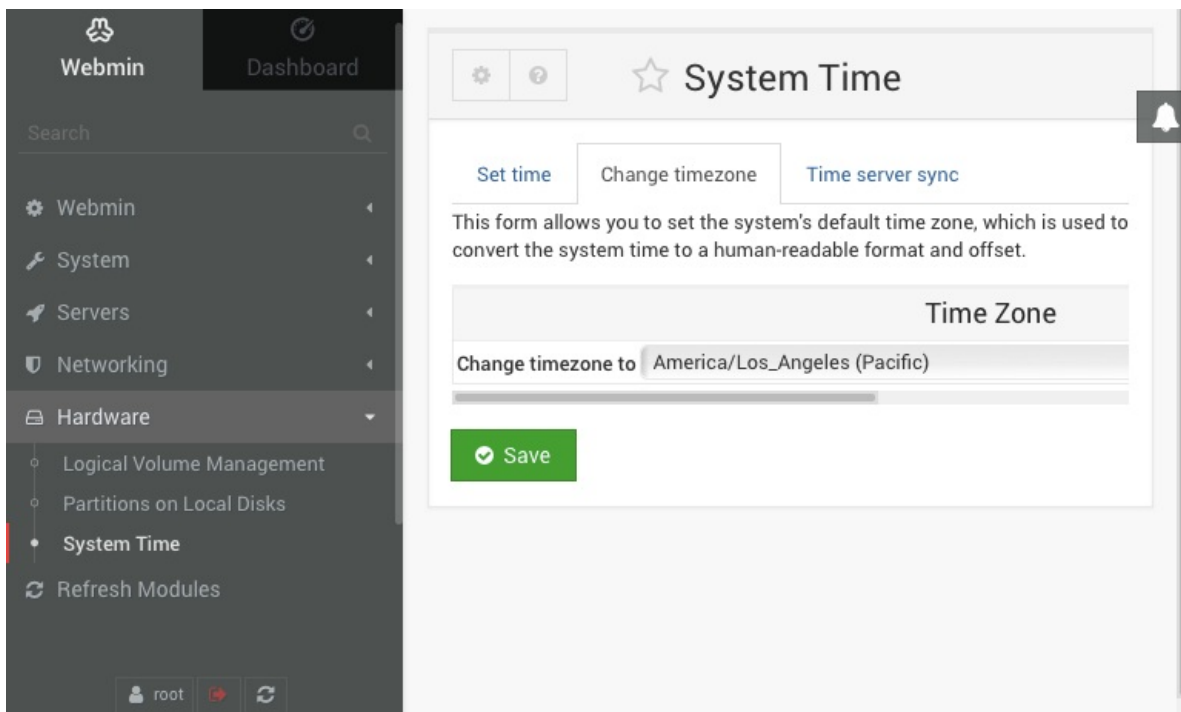 Webmin
Dashboard
Search
Webmin
System
Servers
Networking
Hardware
Logical Volume Management
Partitions on Local Disks
System Time
Refresh Modules
root
System Time
Set time
Change timezone
Time server sync
This form allows you to set the system's default time zone, which is used to
convert the system time to a human-readable format and offset.
Time Zone
Change timezone to
America/Los_Angeles (Pacific)
Save